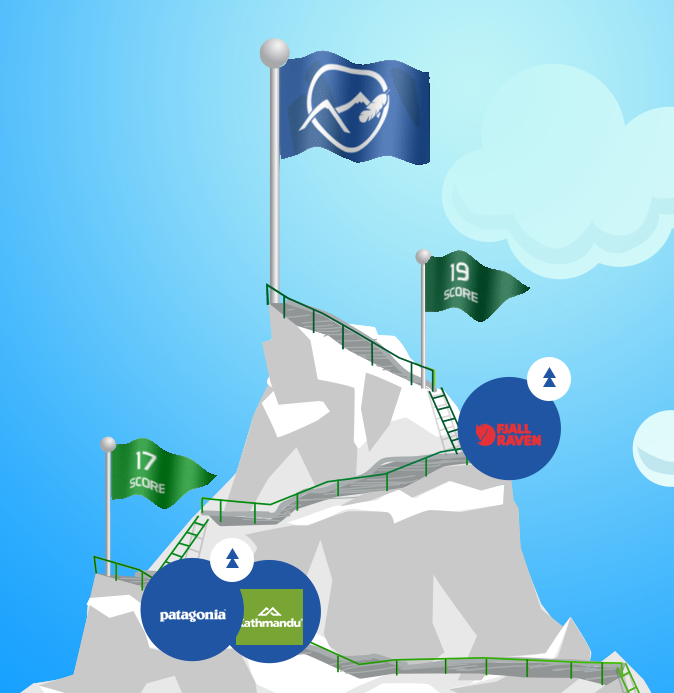 19
SCORE
FJALL
RAVEN
17
SCORE
patagonia
Kathmandu